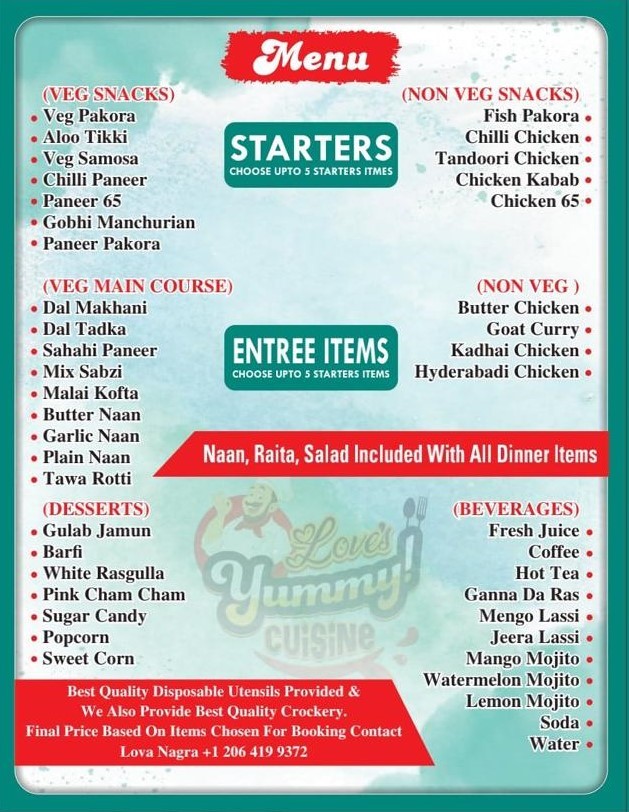 Menu
(VEG SNACKS)
• Veg Pakora
• Aloo Tikki
• Veg Samosa
• Chilli Paneer
• Paneer 65
• Gobhi Manchurian
• Paneer Pakora
STARTERS
CHOOSE UPTO 5 STARTERS ITMES
(NON VEG SNACKS)
Fish Pakora •
Chilli Chicken •
Tandoori Chicken •
Chicken Kabab •
Chicken 65 •
(VEG MAIN COURSE)
• Dal Makhani
• Dal Tadka
• Sahahi Paneer
• Mix Sabzi
• Malai Kofta
• Butter Naan
• Garlic Naan
• Plain Naan
• Tawa Rotti
ENTREE ITEMS
CHOOSE UPTO 5 STARTERS ITEMS
(NON VEG )
Butter Chicken •
Goat Curry •
Kadhai Chicken •
Hyderabadi Chicken •
Naan, Raita, Salad Included With All Dinner Items
(DESSERTS)
• Gulab Jamun
• Barfi
• White Rasgulla
• Pink Cham Cham
• Sugar Candy
• Popcorn
• Sweet Corn
Love's
Yummy!
CUISINE
(BEVERAGES)
Fresh Juice •
Coffee •
Hot Tea •
Ganna Da Ras •
Mengo Lassi •
Jeera Lassi •
Mango Mojito •
Watermelon Mojito •
Lemon Mojito •
Soda •
Water •
Best Quality Disposable Utensils Provided &
We Also Provide Best Quality Crockery.
Final Price Based On Items Chosen For Booking Contact
Lova Nagra +1 206 419 9372